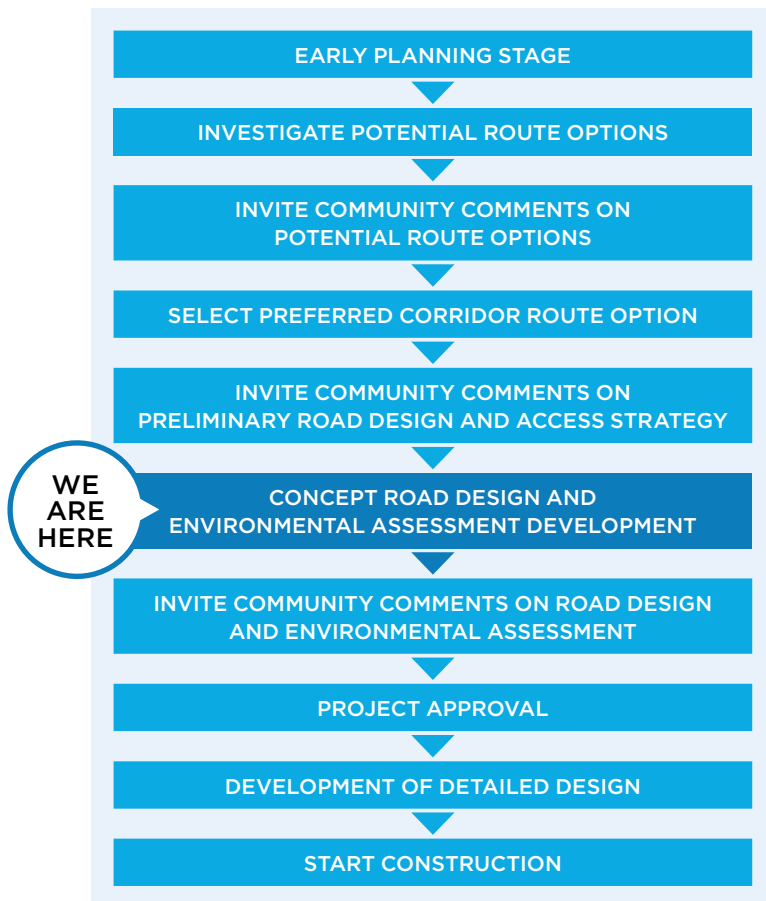 EARLY PLANNING STAGE
INVESTIGATE POTENTIAL ROUTE OPTIONS
INVITE COMMUNITY COMMENTS ON
POTENTIAL ROUTE OPTIONS
SELECT PREFERRED CORRIDOR ROUTE OPTION
INVITE COMMUNITY COMMENTS ON
PRELIMINARY ROAD DESIGN AND ACCESS STRATEGY
WE
ARE
HERE
CONCEPT ROAD DESIGN AND
ENVIRONMENTAL ASSESSMENT DEVELOPMENT
INVITE COMMUNITY COMMENTS ON ROAD DESIGN
AND ENVIRONMENTAL ASSESSMENT
PROJECT APPROVAL
DEVELOPMENT OF DETAILED DESIGN
START CONSTRUCTION